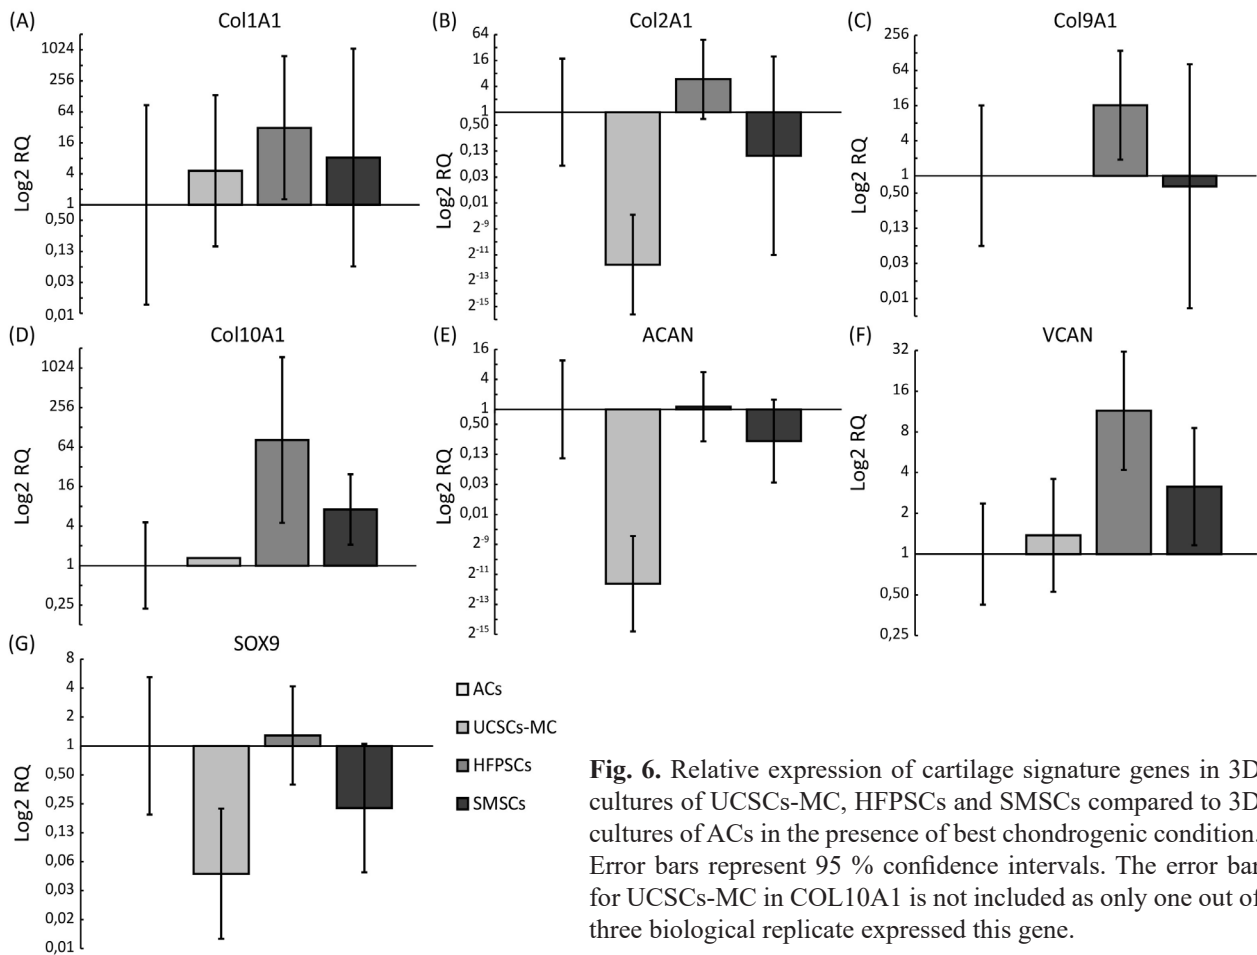 (A) Col1A1
Log2 RQ
1024
256
64
16
4
1
0,50
0,13
0,03
0,01
(B) Col2A1
Log2 RQ
64
16
4
1
0,50
0,13
0,03
0,01
2-9
2-11
2-13
2-15
(C) Col9A1
Log2 RQ
256
64
16
4
1
0,50
0,13
0,03
0,01
(D) Col10A1
Log2 RQ
1024
256
64
16
4
1
0,25
(E) ACAN
Log2 RQ
16
4
1
0,50
0,13
0,03
0,01
2-9
2-11
2-13
2-15
(F) VCAN
Log2 RQ
32
16
8
4
2
1
0,50
0,25
(G) SOX9
Log2 RQ
8
4
2
1
0,50
0,25
0,13
0,06
0,03
0,02
0,01
ACs
UCSCs-MC
HFPSCs
SMSCs
Fig. 6. Relative expression of cartilage signature genes in 3D
cultures of UCSCs-MC, HFPSCs and SMSCs compared to 3D
cultures of ACs in the presence of best chondrogenic condition.
Error bars represent 95 % confidence intervals. The error bar
for UCSCs-MC in COL10A1 is not included as only one out of
three biological replicate expressed this gene.